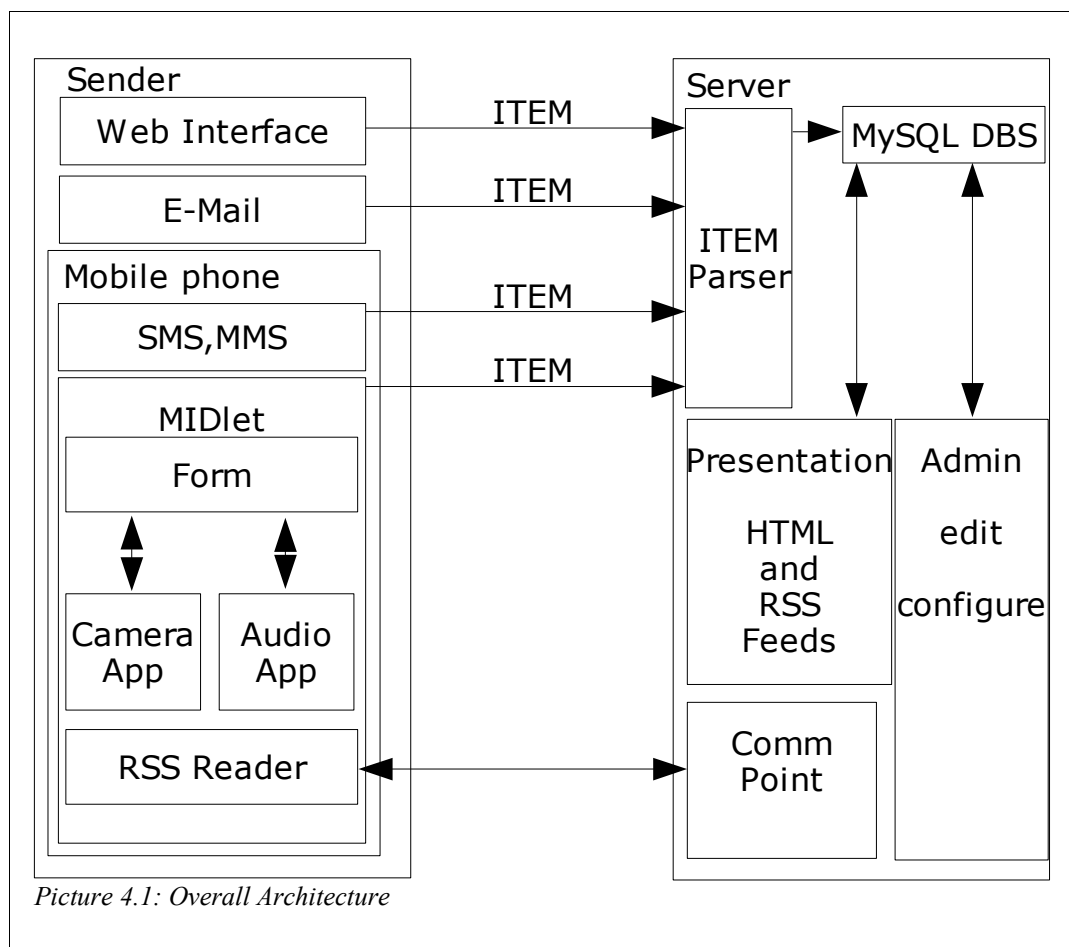 Sender
Web Interface
E-Mail
Mobile phone
SMS,MMS
MIDlet
Form
Camera
App
Audio
App
RSS Reader
ITEM
ITEM
ITEM
ITEM
Server
ITEM
Parser
MySQL DBS
Presentation
HTML
and
RSS
Feeds
Admin
edit
configure
Comm
Point
Picture 4.1: Overall Architecture